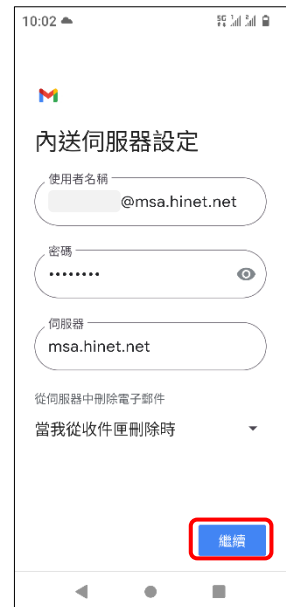 10:02
5G
內送伺服器設定
使用者名稱
@msa.hinet.net
密碼
••••••••
伺服器
msa.hinet.net
從伺服器中刪除電子郵件
當我從收件匣刪除時
繼續